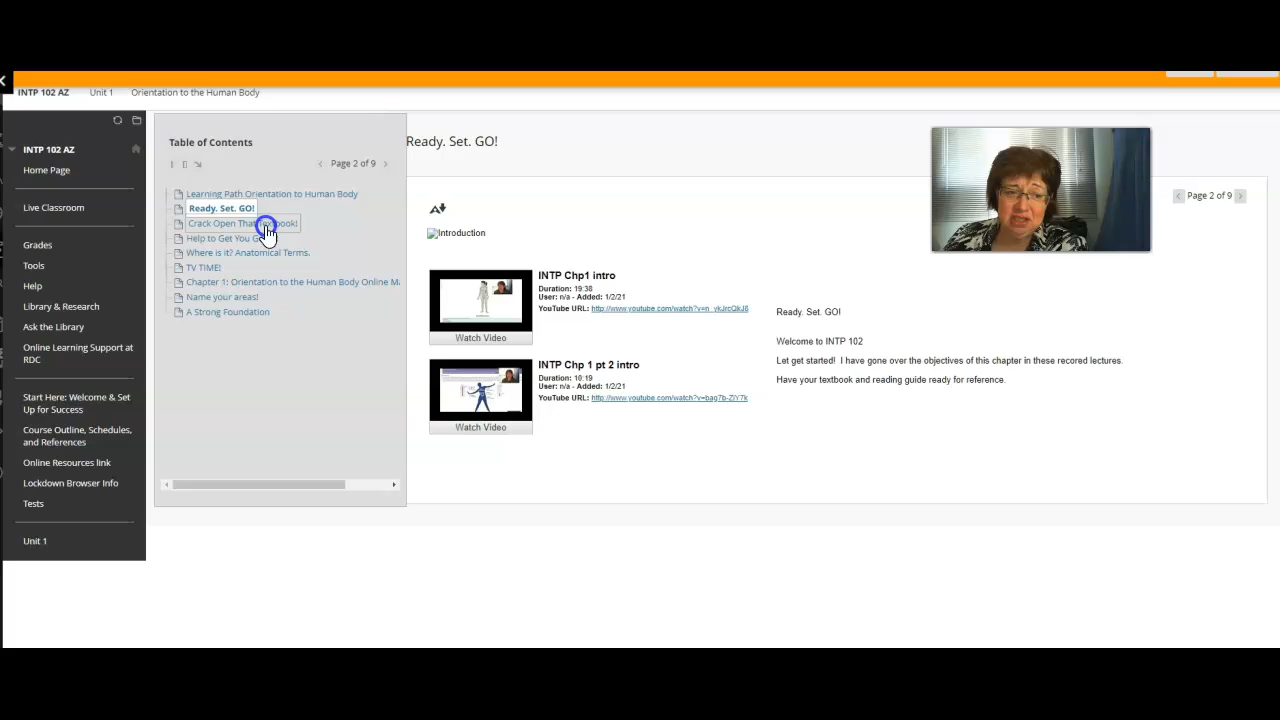 INTP 102 AZ Unit 1 Orientation to the Human Body
INTP 102 AZ
Home Page
Live Classroom
Grades
Tools
Help
Library & Research
Ask the Library
Online Learning Support at
RDC
Start Here: Welcome & Set
Up for Success
Course Outline, Schedules,
and References
Online Resources link
Lockdown Browser Info
Tests
Unit 1
Table of Contents
Page 2 of 9
Learning Path Orientation to Human Body
Ready. Set. GO!
Crack Open That
Help to Get You
Where is it? Anatomical Terms.
TV TIME!
Chapter 1: Orientation to the Human Body Online
Name your areas!
A Strong Foundation
Ready. Set. GO!
Page 2 of 9
Introduction
INTP Chp1 intro
Duration: 19:38
User: n/a - Added: 1/2/21
YouTube URL:
Watch Video
INTP Chp 1 pt 2 intro
Duration: 10:19
User: n/a - Added: 1/2/21
YouTube URL:
Watch Video
Ready. Set. GO!
Welcome to INTP 102
Let get started! I have gone over the objectives of this chapter in these recored lectures.
Have your textbook and reading guide ready for reference.